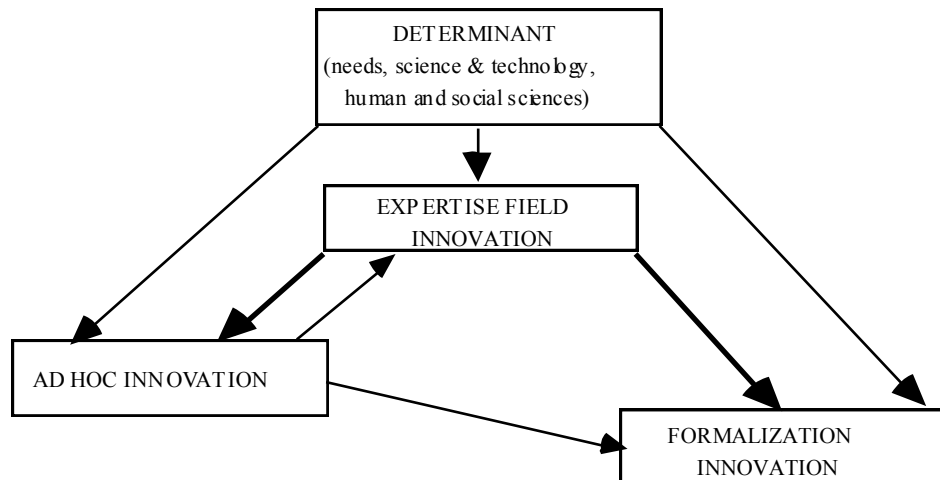 DETERMINANT
(needs, science & technology,
human and social sciences)
EXPERTISE FIELD
INNOVATION
AD HOC INNOVATION
FORMALIZATION
INNOVATION